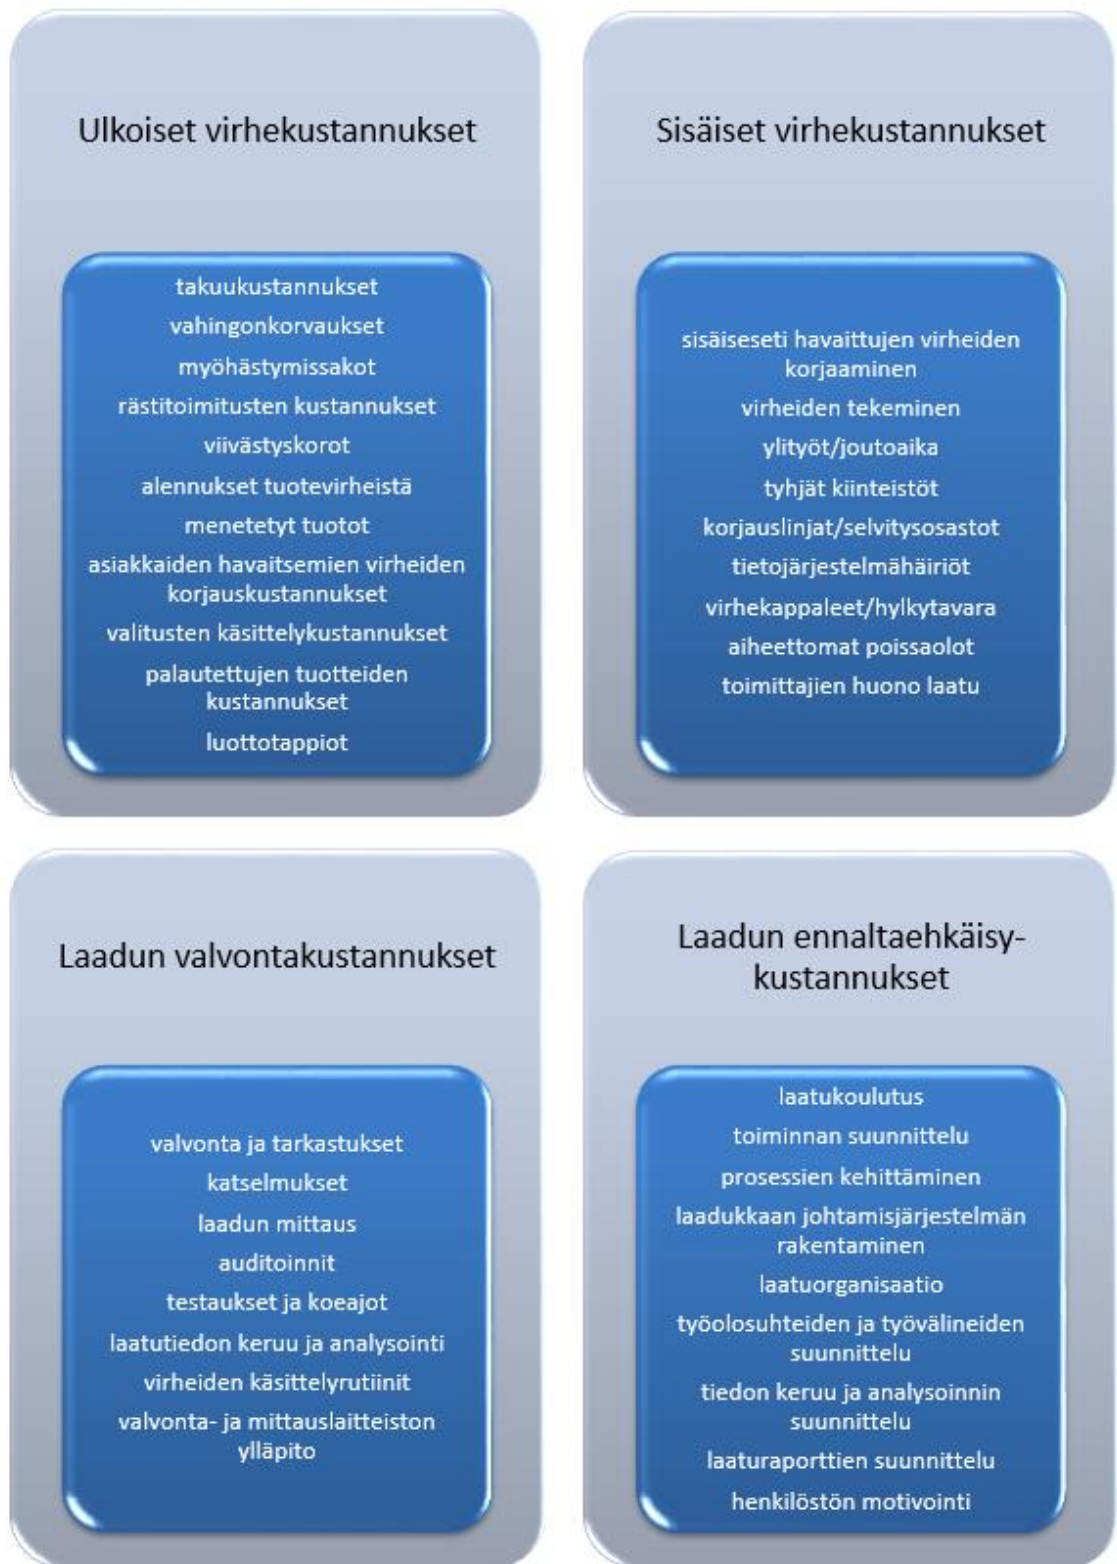 Ulkoiset virhekustannukset
takuukustannukset
vahingonkorvaukset
myöhästymissakot
rästitoimitusten kustannukset
viivästyskorot
alennukset tuotevirheistä
menetetyt tuotot
asiakkaiden havaitsemien virheiden
korjauskustannukset
valitusten käsittelykustannukset
palautettujen tuotteiden
kustannukset
luottotappiot
Sisäiset virhekustannukset
sisäiseseti havaittujen virheiden
korjaaminen
virheiden tekeminen
ylityöt/joutoaika
tyhjät kiinteistöt
korjauslinjat/selvitysosastot
tietojärjestelmähäiriöt
virhekappaleet/hylkytavara
aiheettomat poissaolot
toimittajien huono laatu
Laadun valvontakustannukset
valvonta ja tarkastukset
katselmukset
laadun mittaus
auditoinnit
testaukset ja koeajot
laatutiedon keruu ja analysointi
virheiden käsittelyrutiinit
valvonta- ja mittauslaitteiston
ylläpito
Laadun ennaltaehkäisy-
kustannukset
laatukoulutus
toiminnan suunnittelu
prosessien kehittäminen
laadukkaan johtamisjärjestelmän
rakentaminen
laatuorganisaatio
työolosuhteiden ja työvälineiden
suunnittelu
tiedon keruu ja analysoinnin
suunnittelu
laaturaporttien suunnittelu
henkilöstön motivointi